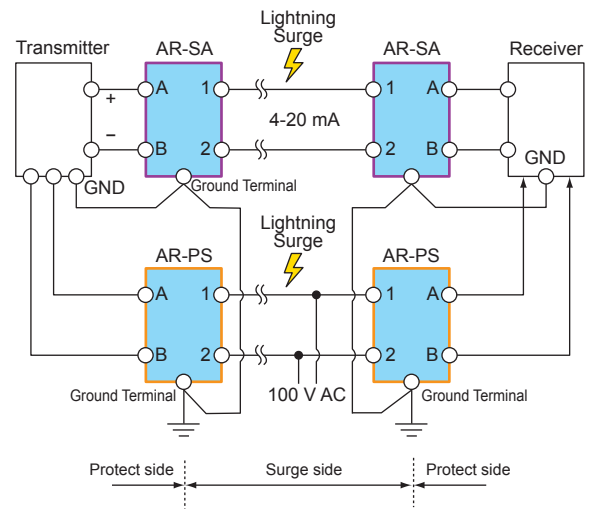 Lightning
Surge
Transmitter
AR-SA
AR-SA
Receiver
A
1
1
A
+
4-20 mA
−
B
2
2
B
GND
GND
Ground Terminal
Lightning
Surge
AR-PS
AR-PS
A
1
1
A
B
2
2
B
Ground Terminal
100 V AC
Ground Terminal
Protect side
Surge side
Protect side